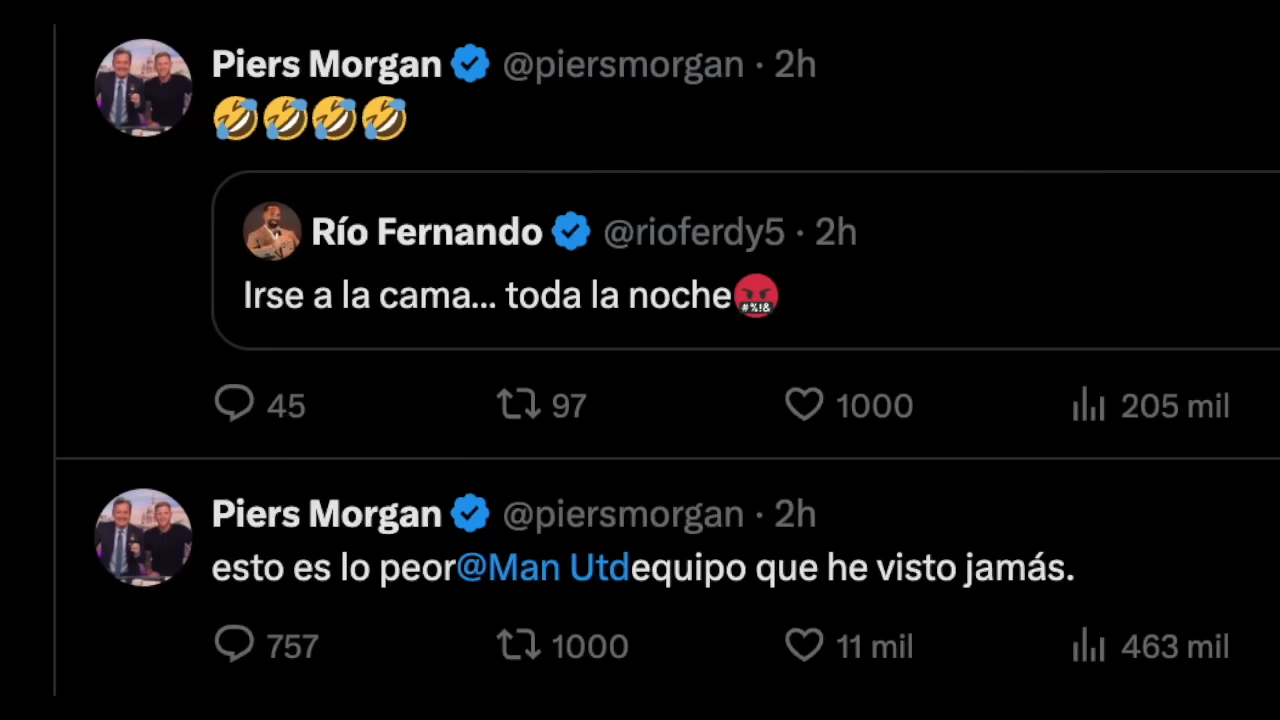 Piers Morgan @piersmorgan · 2h
🤣🤣🤣🤣
Río Fernando @rioferdy5 · 2h
Irse a la cama... toda la noche🤬
45 97 1000 205 mil
Piers Morgan @piersmorgan · 2h
esto es lo peor@Man Utdequipo que he visto jamás.
757 1000 11 mil 463 mil